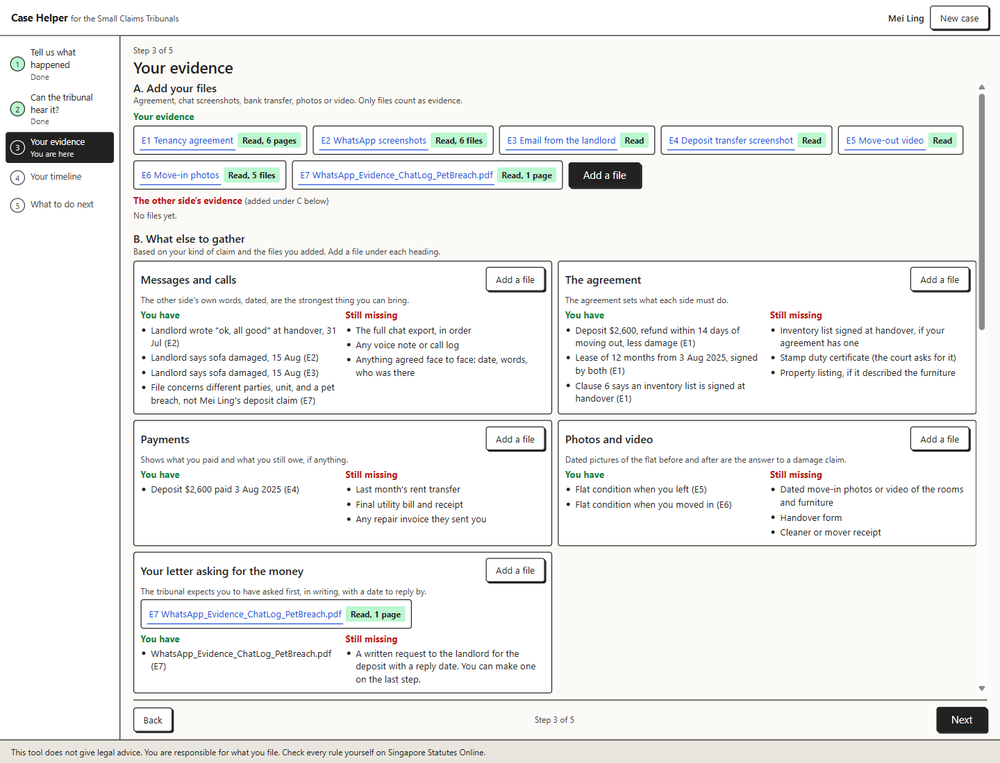 Case Helper for the Small Claims Tribunals
Mei Ling
New case
1
Tell us what
happened
Done
2
Can the tribunal
hear it?
Done
3
Your evidence
You are here
4
Your timeline
5
What to do next
Step 3 of 5
Your evidence
A. Add your files
Agreement, chat screenshots, bank transfer, photos or video. Only files count as evidence.
Your evidence
E1 Tenancy agreement Read, 6 pages
E2 WhatsApp screenshots Read, 6 files
E3 Email from the landlord Read
E4 Deposit transfer screenshot Read
E5 Move-out video Read
E6 Move-in photos Read, 5 files
E7 WhatsApp_Evidence_ChatLog_PetBreach.pdf Read, 1 page
Add a file
The other side's evidence (added under C below)
No files yet.
B. What else to gather
Based on your kind of claim and the files you added. Add a file under each heading.
Messages and calls
Add a file
The other side's own words, dated, are the strongest thing you can bring.
You have
• Landlord wrote "ok, all good" at handover, 31
Jul (E2)
• Landlord says sofa damaged, 15 Aug (E2)
• Landlord says sofa damaged, 15 Aug (E3)
• File concerns different parties, unit, and a pet
breach, not Mei Ling's deposit claim (E7)
Still missing
• The full chat export, in order
• Any voice note or call log
• Anything agreed face to face: date, words,
who was there
The agreement
Add a file
The agreement sets what each side must do.
You have
• Deposit $2,600, refund within 14 days of
moving out, less damage (E1)
• Lease of 12 months from 3 Aug 2025, signed
by both (E1)
• Clause 6 says an inventory list is signed at
handover (E1)
Still missing
• Inventory list signed at handover, if your
agreement has one
• Stamp duty certificate (the court asks for it)
• Property listing, if it described the furniture
Payments
Add a file
Shows what you paid and what you still owe, if anything.
You have
• Deposit $2,600 paid 3 Aug 2025 (E4)
Still missing
• Last month's rent transfer
• Final utility bill and receipt
• Any repair invoice they sent you
Photos and video
Add a file
Dated pictures of the flat before and after are the answer to a damage claim.
You have
• Flat condition when you left (E5)
• Flat condition when you moved in (E6)
Still missing
• Dated move-in photos or video of the rooms
and furniture
• Handover form
• Cleaner or mover receipt
Your letter asking for the money
Add a file
The tribunal expects you to have asked first, in writing, with a date to reply by.
E7 WhatsApp_Evidence_ChatLog_PetBreach.pdf Read, 1 page
You have
• WhatsApp_Evidence_ChatLog_PetBreach.pdf
(E7)
Still missing
• A written request to the landlord for the
deposit with a reply date. You can make one
on the last step.
Back
Step 3 of 5
Next
This tool does not give legal advice. You are responsible for what you file. Check every rule yourself on Singapore Statutes Online.